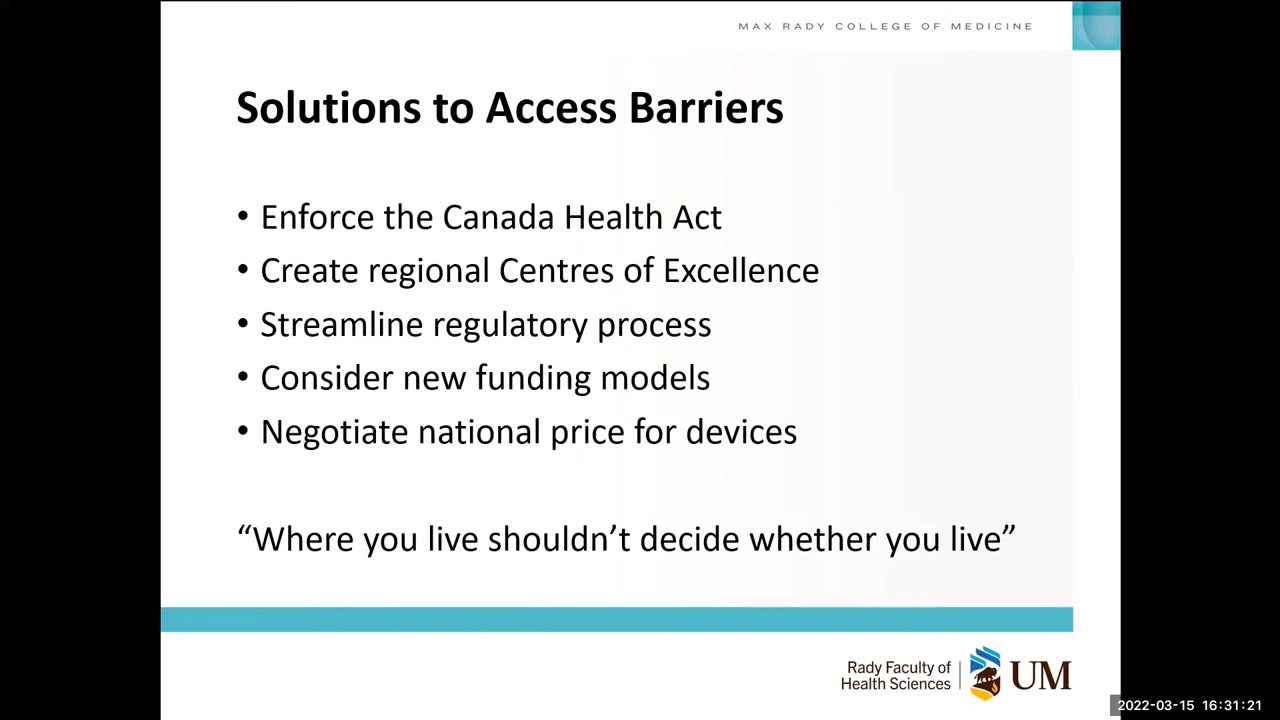 MAX RADY COLLEGE OF MEDICINE
Solutions to Access Barriers
• Enforce the Canada Health Act
• Create regional Centres of Excellence
• Streamline regulatory process
• Consider new funding models
• Negotiate national price for devices
“Where you live shouldn’t decide whether you live”
Rady Faculty of
Health Sciences
UM
2022-03-15 16:31:21